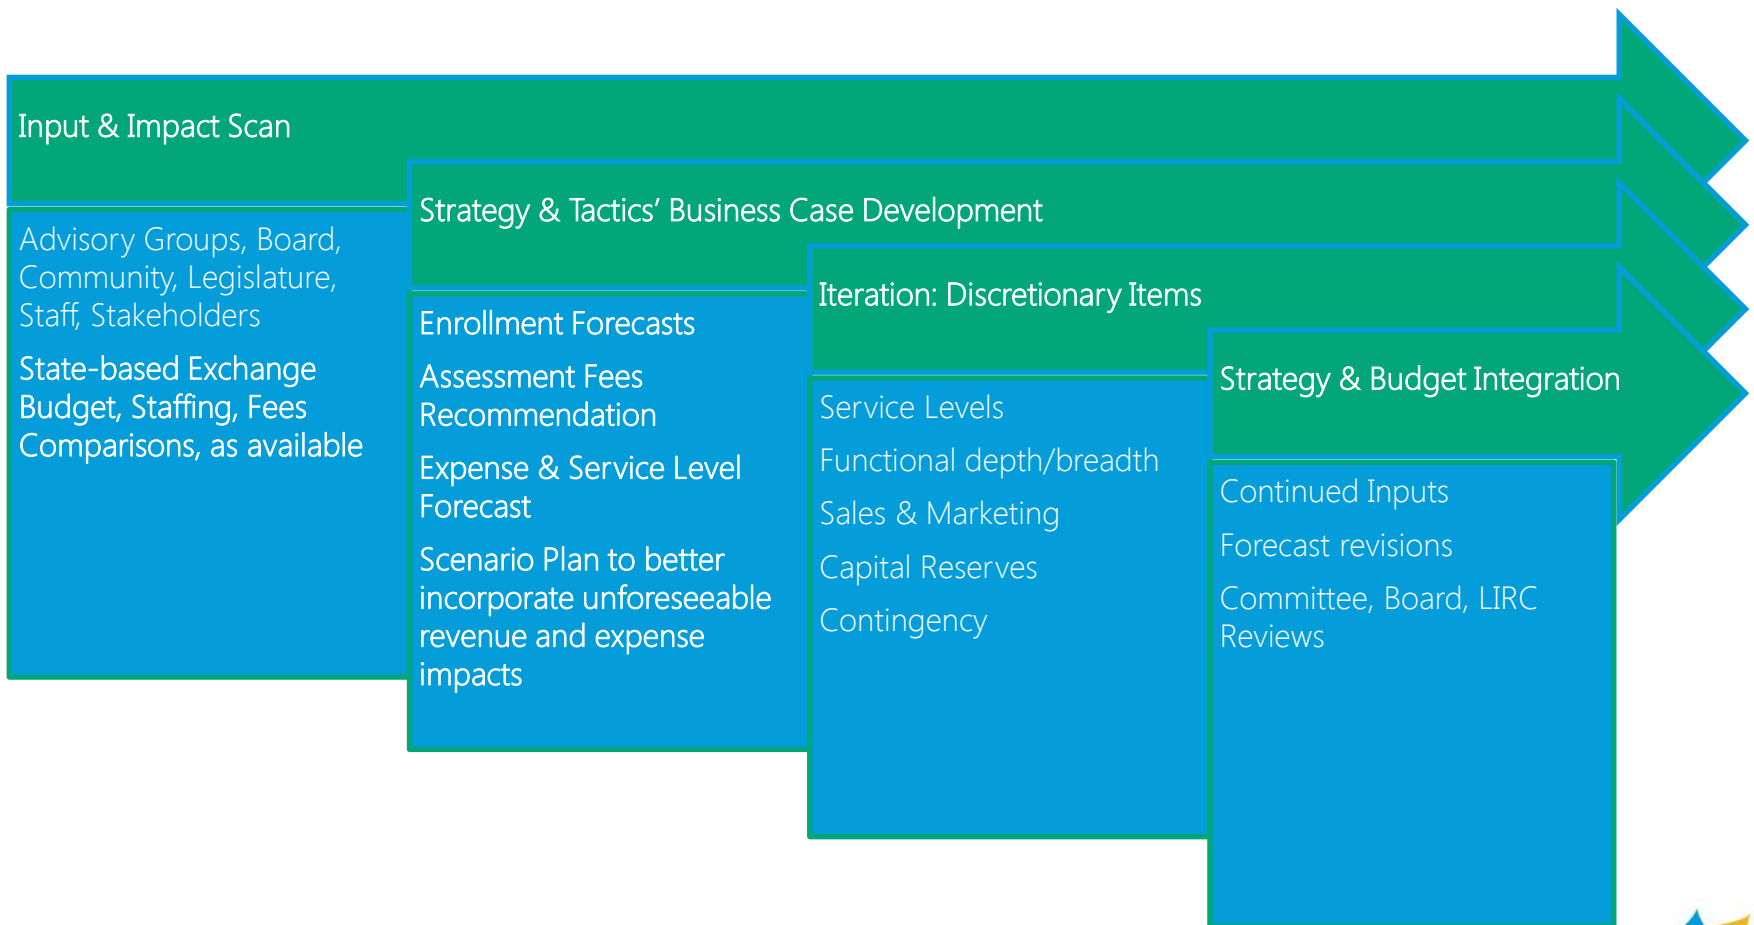 Input & Impact Scan
Advisory Groups, Board,
Community, Legislature,
Staff, Stakeholders
State-based Exchange
Budget, Staffing, Fees
Comparisons, as available
Strategy & Tactics’ Business Case Development
Enrollment Forecasts
Assessment Fees
Recommendation
Expense & Service Level
Forecast
Scenario Plan to better
incorporate unforeseeable
revenue and expense
impacts
Iteration: Discretionary Items
Service Levels
Functional depth/breadth
Sales & Marketing
Capital Reserves
Contingency
Strategy & Budget Integration
Continued Inputs
Forecast revisions
Committee, Board, LIRC
Reviews